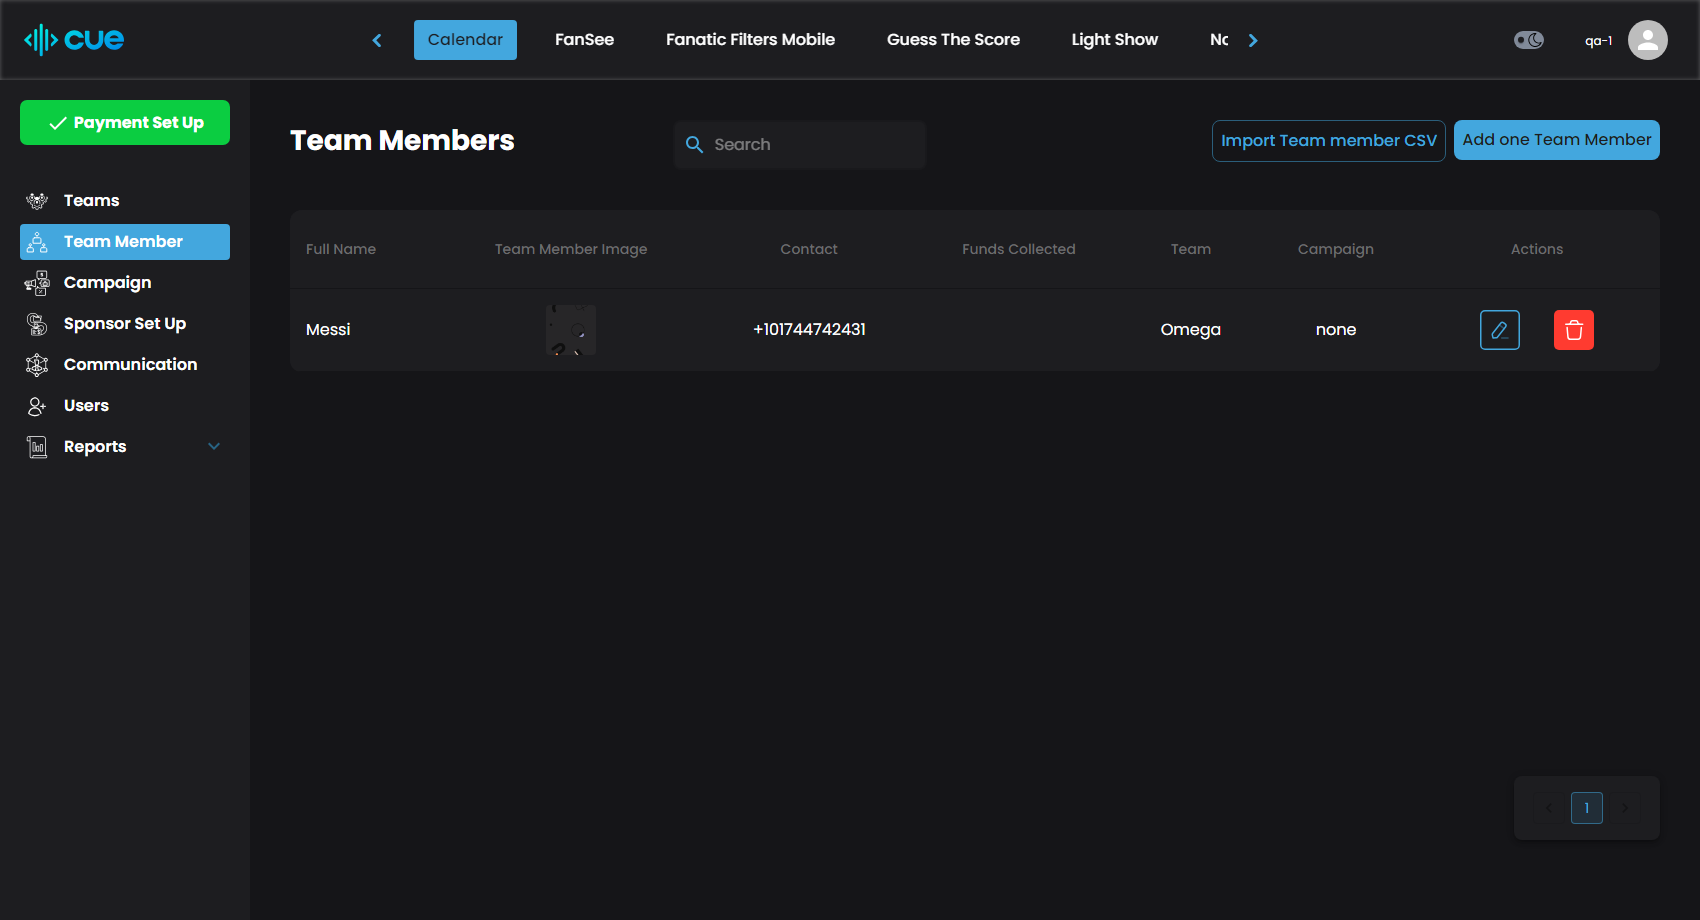 cue
Calendar
FanSee
Fanatic Filters Mobile
Guess The Score
Light Show
qa-1
Payment Set Up
Teams
Team Member
Campaign
Sponsor Set Up
Communication
Users
Reports
Team Members
Search
Import Team member CSV
Add one Team Member
Full Name Team Member Image Contact Funds Collected Team Campaign Actions
Messi +101744742431 Omega none
1